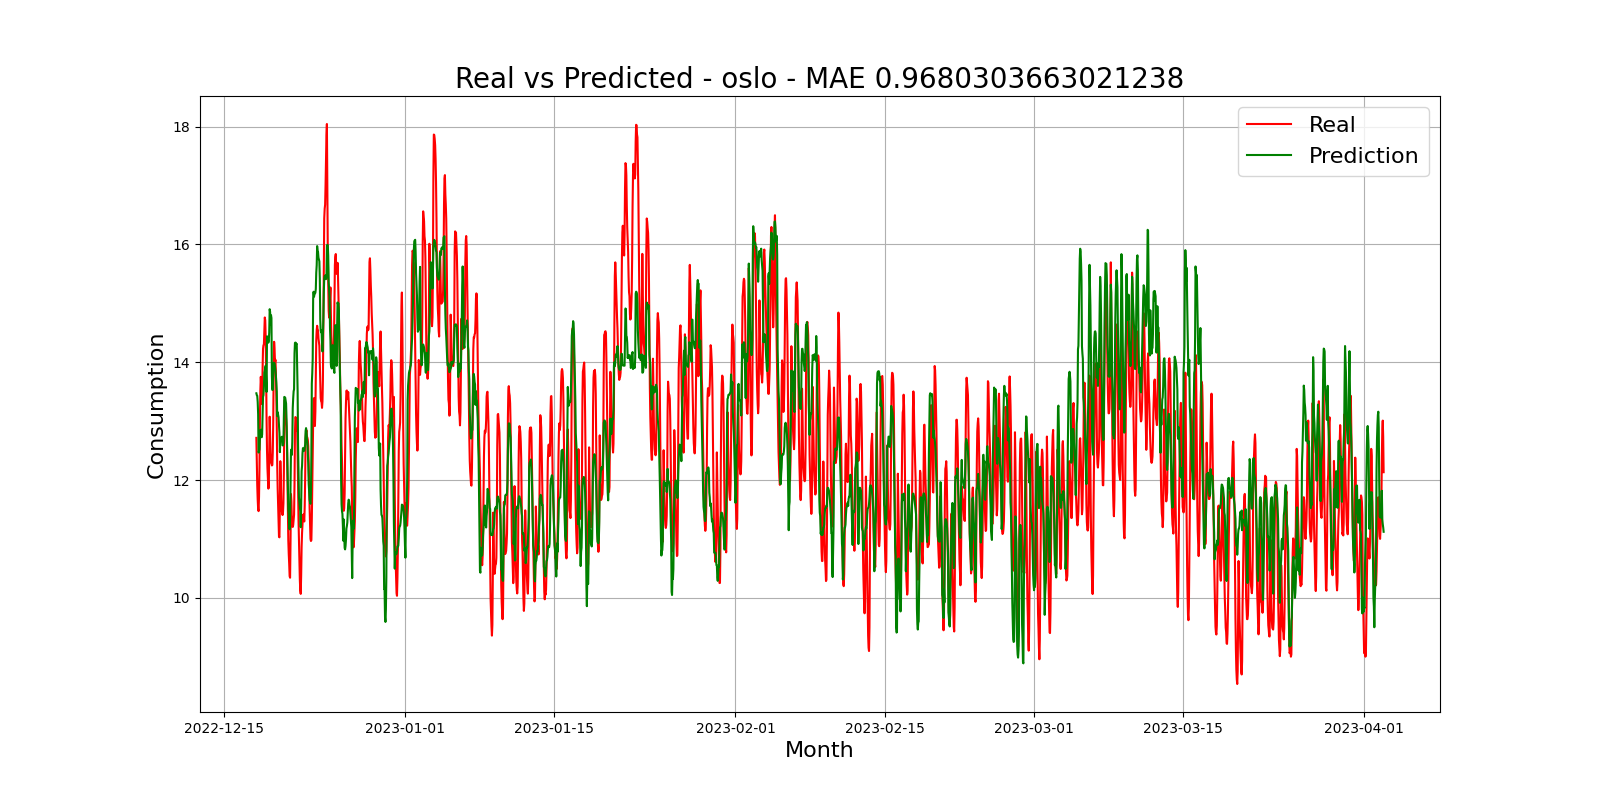 Real vs Predicted - oslo - MAE 0.9680303663021238
Real
Prediction
Consumption
18
16
14
12
10
2022-12-15
2023-01-01
2023-01-15
2023-02-01
2023-02-15
2023-03-01
2023-03-15
2023-04-01
Month